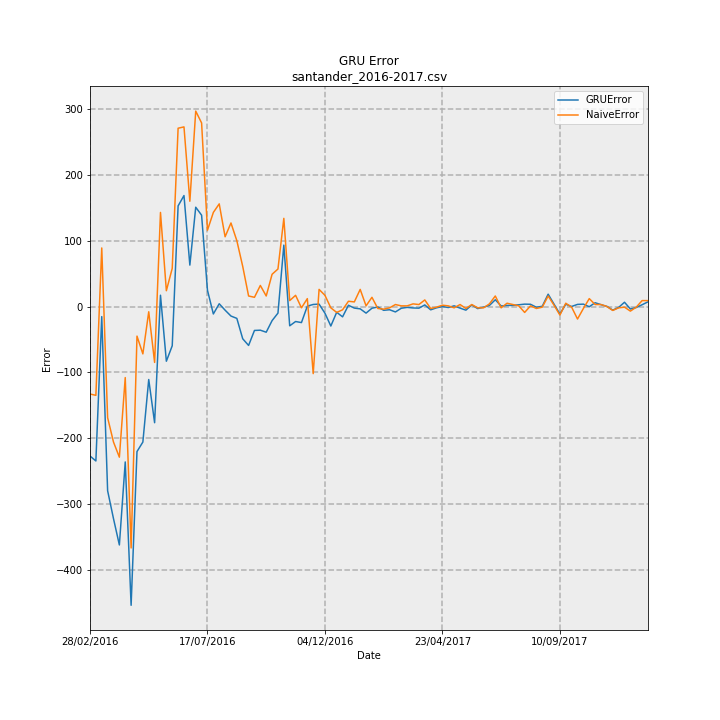 GRU Error
santander_2016-2017.csv
GRUError
NaiveError
300
200
100
0
−100
−200
−300
−400
Error
28/02/2016 17/07/2016 04/12/2016 23/04/2017 10/09/2017
Date